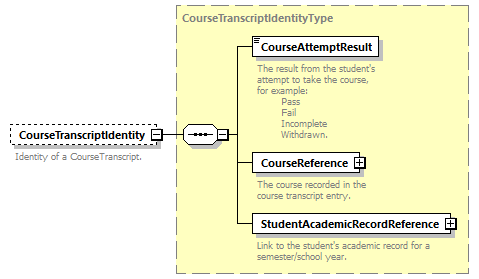 CourseTranscriptIdentityType
CourseAttemptResult
The result from the student's
attempt to take the course,
for example:
Pass
Fail
Incomplete
Withdrawn.
CourseTranscriptIdentity
Identity of a CourseTranscript.
CourseReference
The course recorded in the
course transcript entry.
StudentAcademicRecordReference
Link to the student's academic record for a
semester/school year.